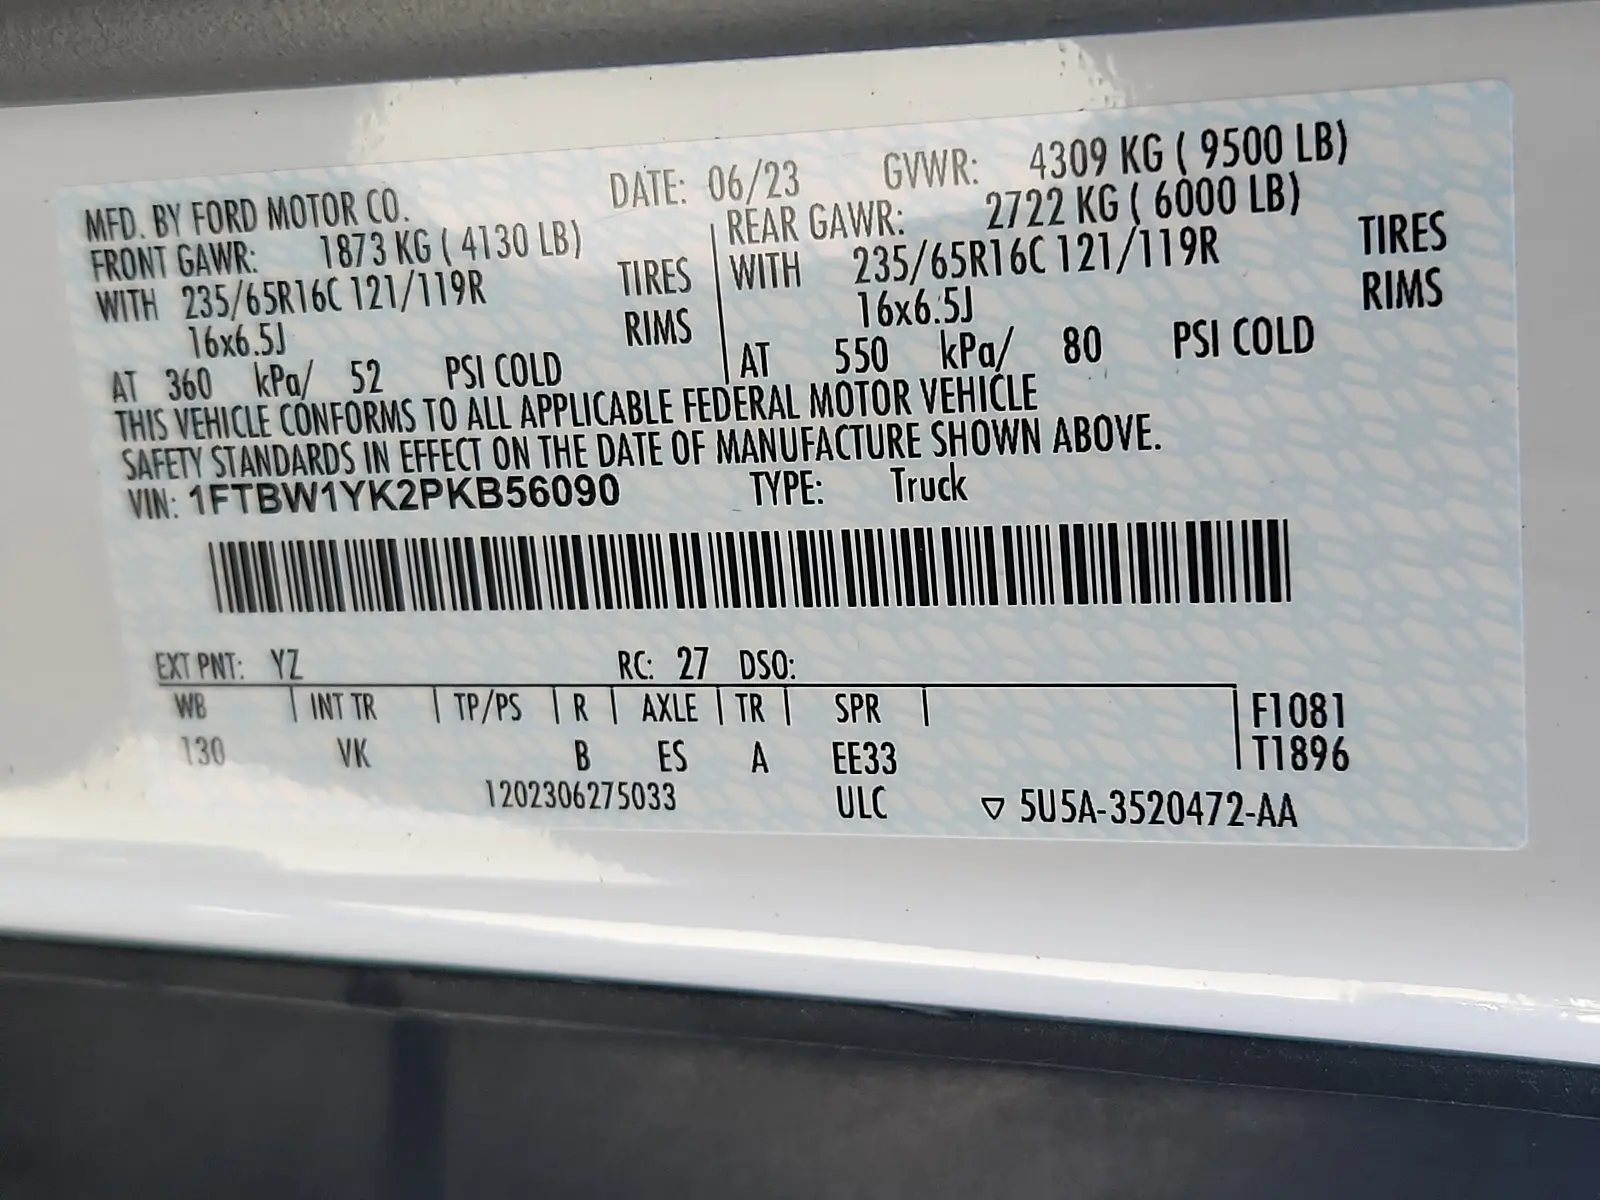 MFD. BY FORD MOTOR CO. DATE: 06/23 GVWR: 4309 KG ( 9500 LB)
FRONT GAWR: 1873 KG ( 4130 LB) REAR GAWR: 2722 KG ( 6000 LB)
WITH 235/65R16C 121/119R TIRES WITH 235/65R16C 121/119R TIRES
16x6.5J RIMS 16x6.5J RIMS
AT 360 kPa/ 52 PSI COLD AT 550 kPa/ 80 PSI COLD
THIS VEHICLE CONFORMS TO ALL APPLICABLE FEDERAL MOTOR VEHICLE
SAFETY STANDARDS IN EFFECT ON THE DATE OF MANUFACTURE SHOWN ABOVE.
VIN: 1FTBW1YK2PKB56090 TYPE: Truck
EXT PNT: YZ RC: 27 DSO:
WB | INT TR | TP/PS | R | AXLE | TR | SPR | F1081
130 VK B ES A EE33 T1896
1202306275033 ULC ▽ 5U5A-3520472-AA